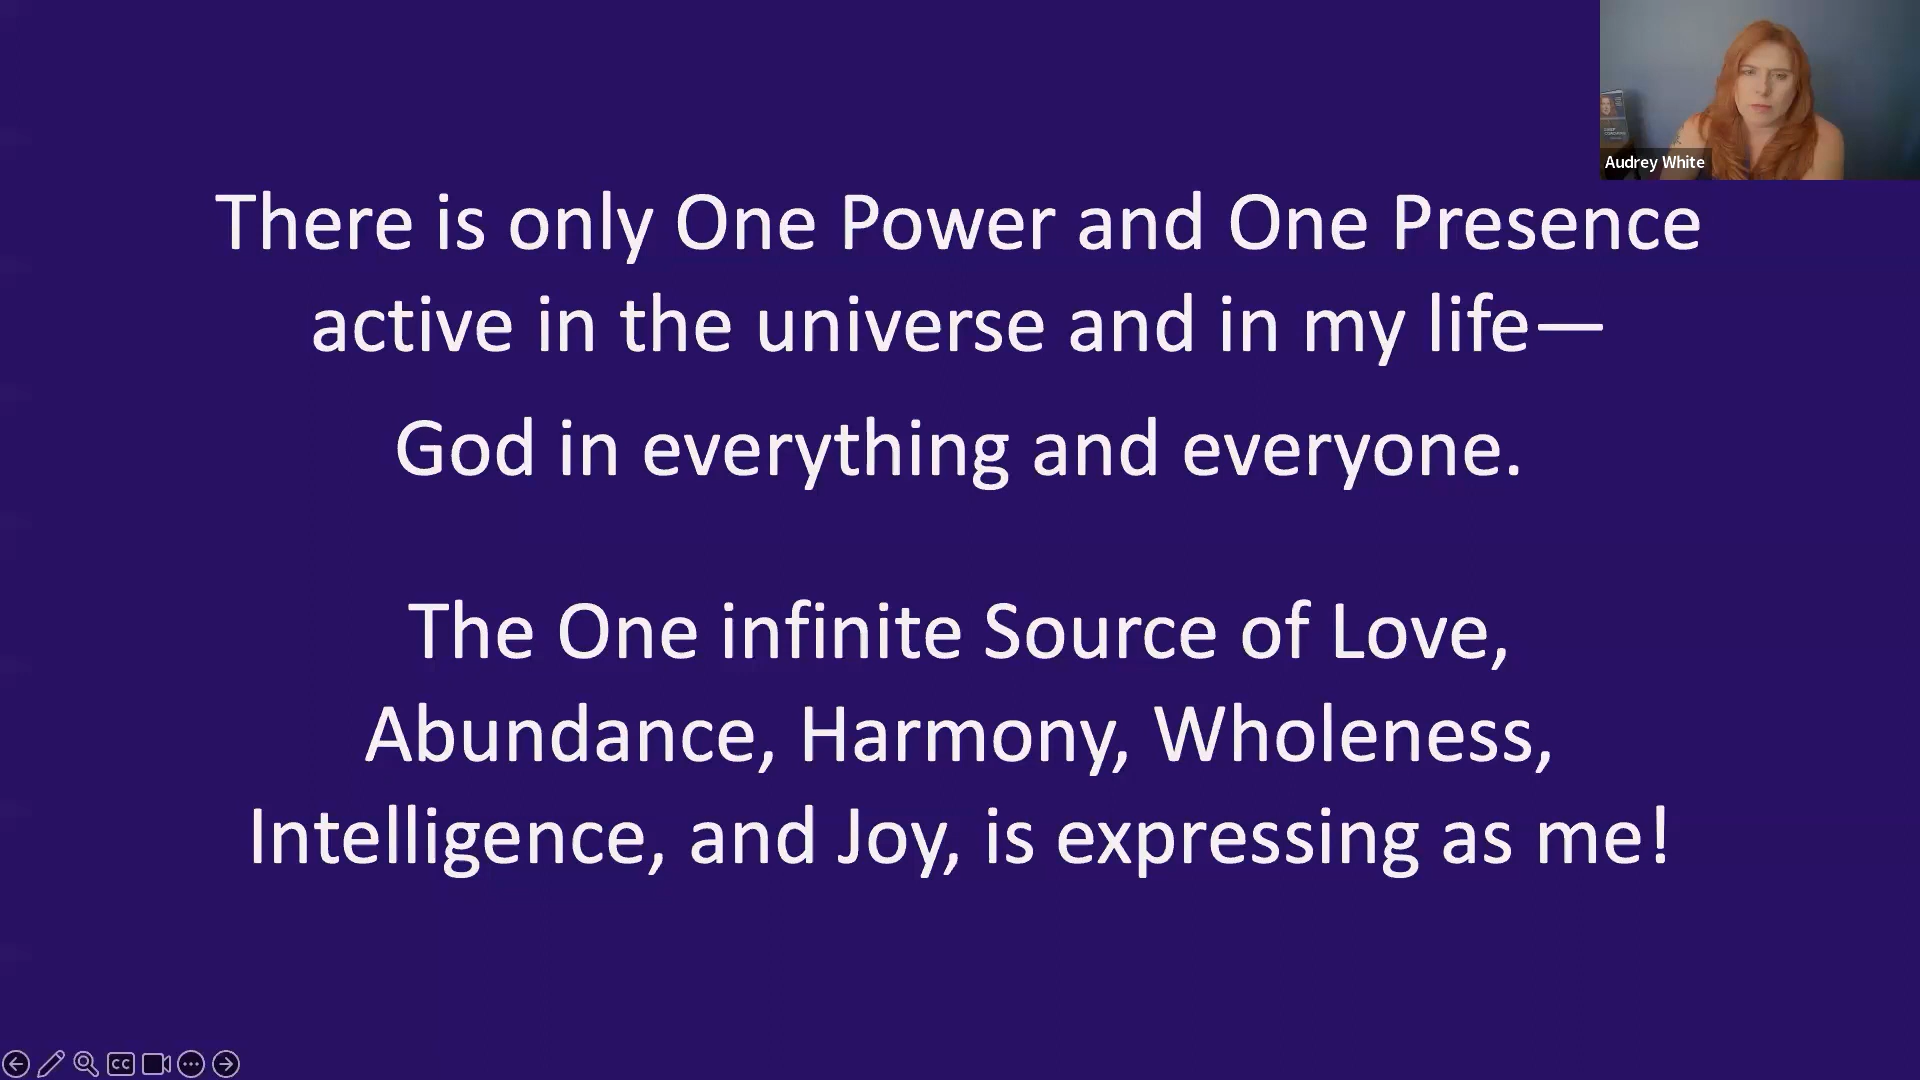 Audrey White
There is only One Power and One Presence
active in the universe and in my life—
God in everything and everyone.
The One infinite Source of Love,
Abundance, Harmony, Wholeness,
Intelligence, and Joy, is expressing as me!
CC